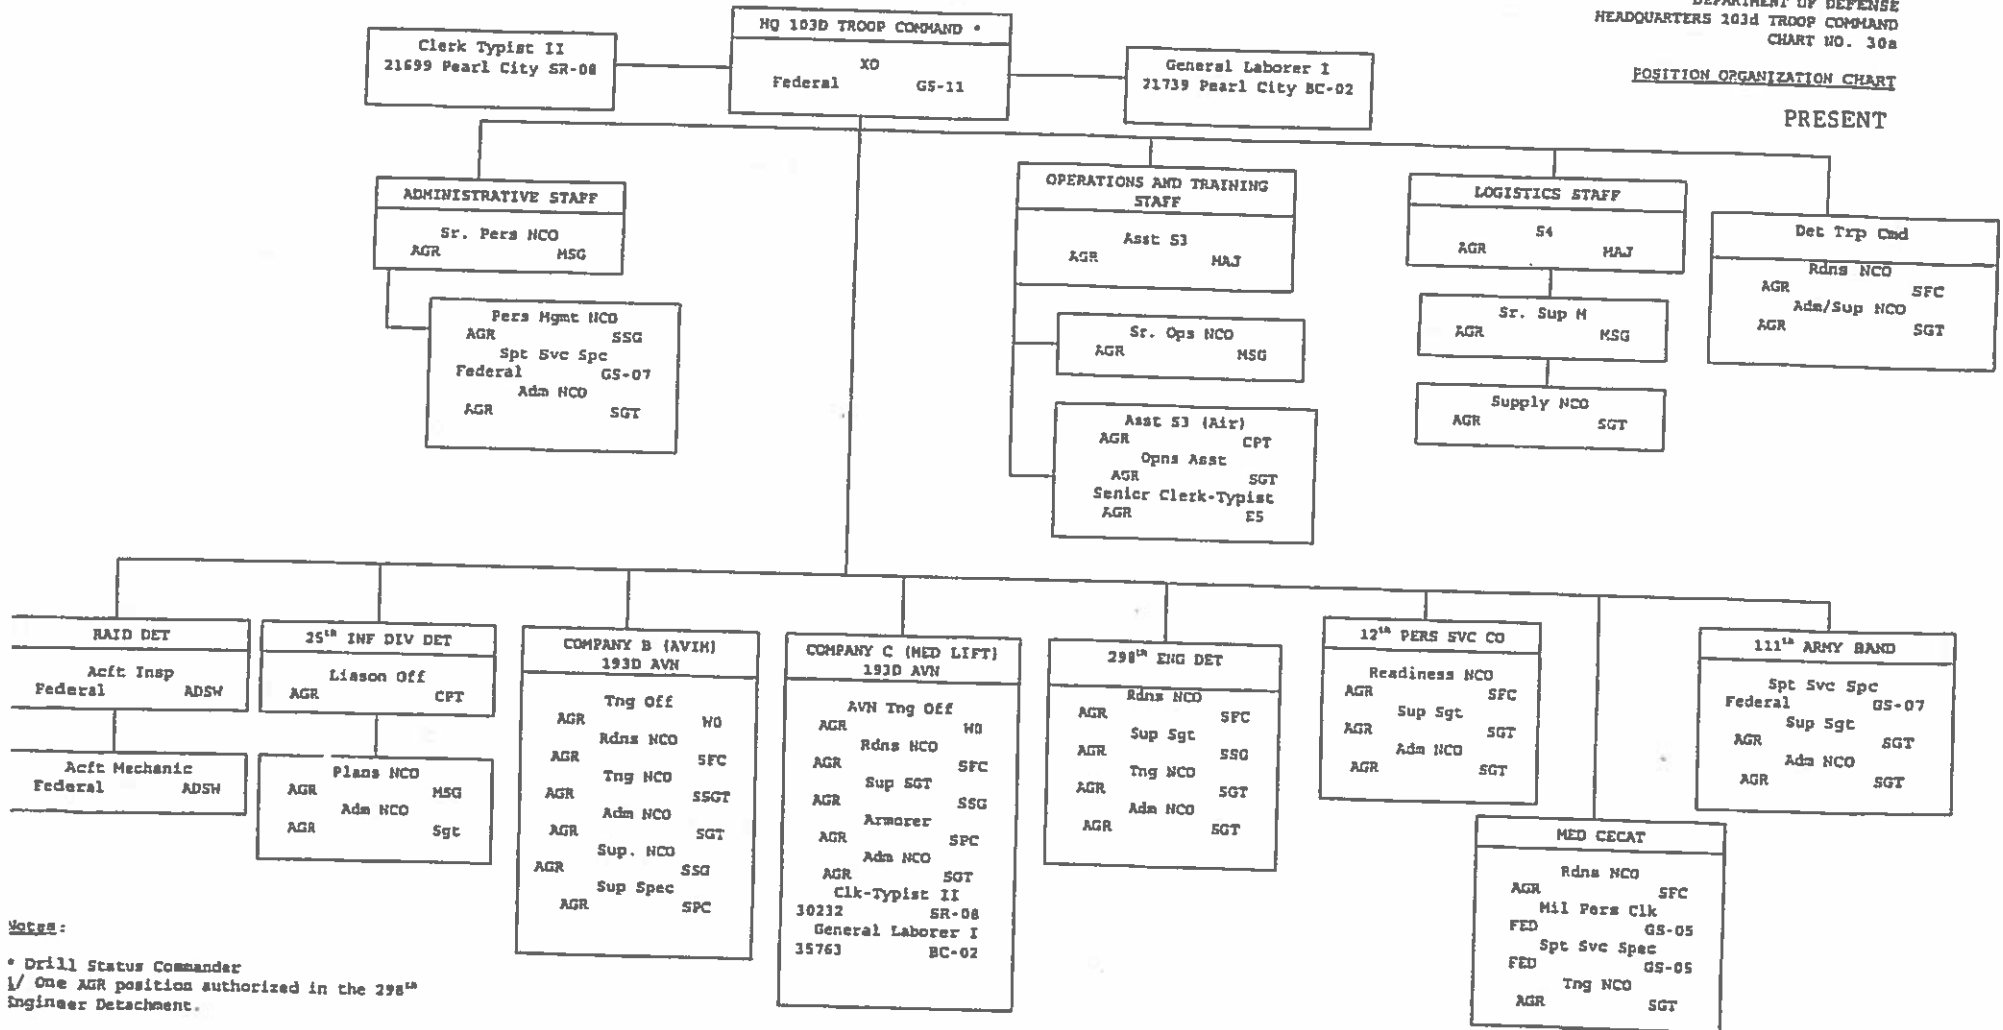 DEPARTMENT OF DEFENSE
HEADQUARTERS 103d TROOP COMMAND
CHART NO. 30a
POSITION ORGANIZATION CHART
PRESENT
Clerk Typist II
21699 Pearl City SR-08
HQ 103D TROOP COMMAND *
XO
Federal GS-11
General Laborer I
21739 Pearl City BC-02
ADMINISTRATIVE STAFF
Sr. Pers NCO
AGR MSG
Pers Mgmt NCO
AGR SSG
Spt Svc Spc
Federal GS-07
Adm NCO
AGR SGT
OPERATIONS AND TRAINING
STAFF
Asst S3
AGR MAJ
Sr. Ops NCO
AGR MSG
Asst S3 (Air)
AGR CPT
Opns Asst
AGR SGT
Senior Clerk-Typist
AGR E5
LOGISTICS STAFF
S4
AGR MAJ
Sr. Sup M
AGR MSG
Supply NCO
AGR SGT
Det Trp Cmd
Rdns NCO
AGR SFC
Adm/Sup NCO
AGR SGT
RAID DET
Acft Insp
Federal ADSW
Acft Mechanic
Federal ADSW
25th INF DIV DET
Liason Off
AGR CPT
Plans NCO
AGR MSG
Adm NCO
AGR Sgt
COMPANY B (AVIM)
193D AVN
Tng Off
AGR WO
Rdns NCO
AGR SFC
Tng NCO
AGR SSGT
Adm NCO
AGR SGT
Sup. NCO
AGR SSG
Sup Spec
AGR SPC
COMPANY C (MED LIFT)
193D AVN
AVN Tng Off
AGR WO
Rdns NCO
AGR SFC
Sup SGT
AGR SSG
Armorer
AGR SPC
Adm NCO
AGR SGT
Clk-Typist II
30232 SR-08
General Laborer I
35763 BC-02
298th ENG DET
Rdns NCO
AGR SFC
Sup Sgt
AGR SSG
Tng NCO
AGR SGT
Adm NCO
AGR SGT
12th PERS SVC CO
Readiness NCO
AGR SFC
Sup Sgt
AGR SGT
Adm NCO
AGR SGT
MED CECAT
Rdns NCO
AGR SFC
Mil Pers Clk
FED GS-05
Spt Svc Spec
FED GS-05
Tng NCO
AGR SGT
111th ARMY BAND
Spt Svc Spc
Federal GS-07
Sup Sgt
AGR SGT
Adm NCO
AGR SGT
Notes:
* Drill Status Commander
1/ One AGR position authorized in the 298th
Engineer Detachment.